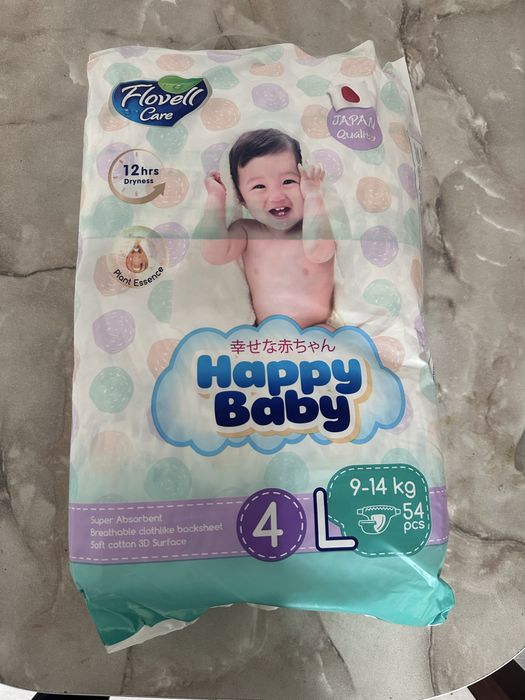 Flovell
Care
JAPAN
Quality
12hrs
Dryness
Plant Essence
幸せな赤ちゃん
Happy
Baby
Super Absorbent
Breathable clothlike backsheet
Soft cotton 3D Surface
4
L
9-14 kg
54
pcs